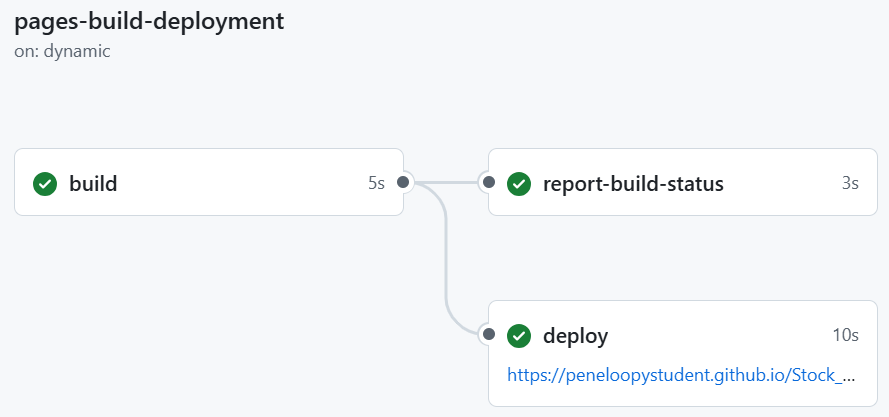 pages-build-deployment
on: dynamic
build 5s
report-build-status 3s
deploy 10s
https://peneloopystudent.github.io/Stock_...